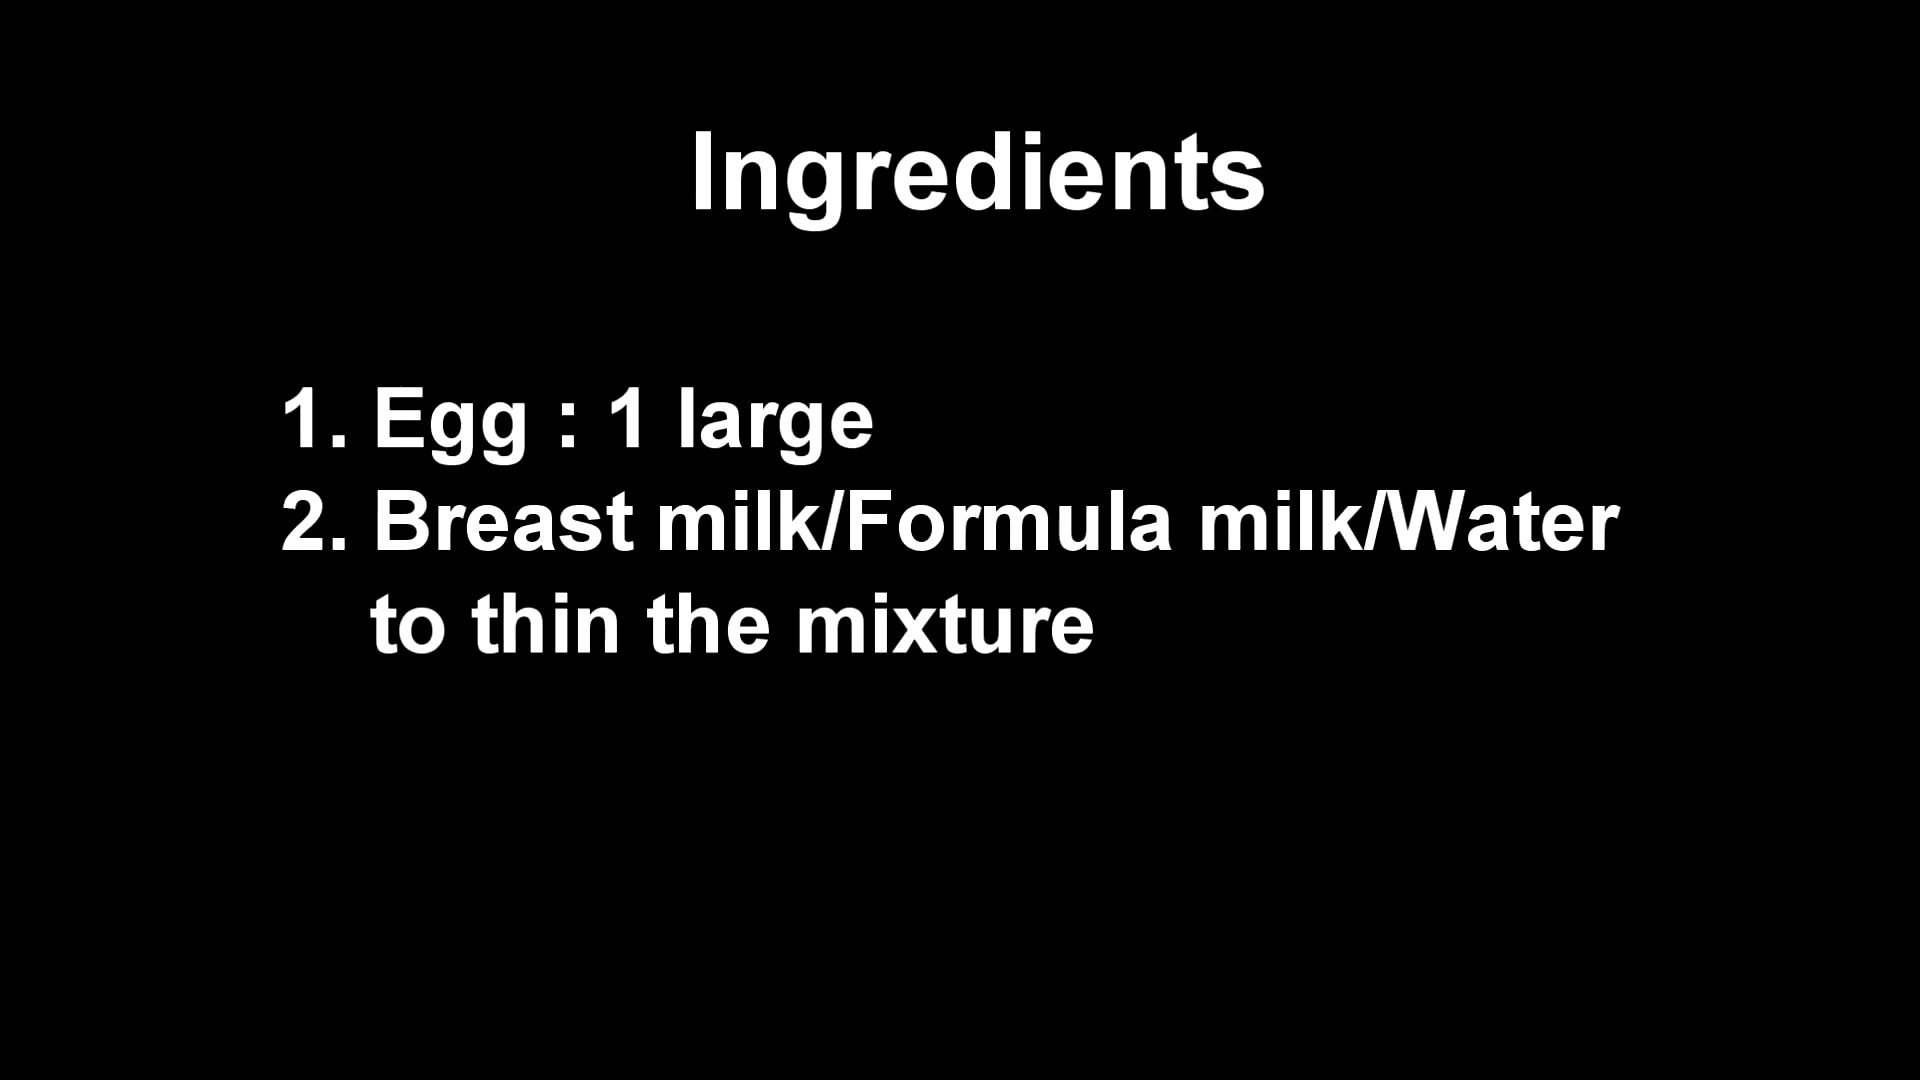 Ingredients
1. Egg : 1 large
2. Breast milk/Formula milk/Water
to thin the mixture